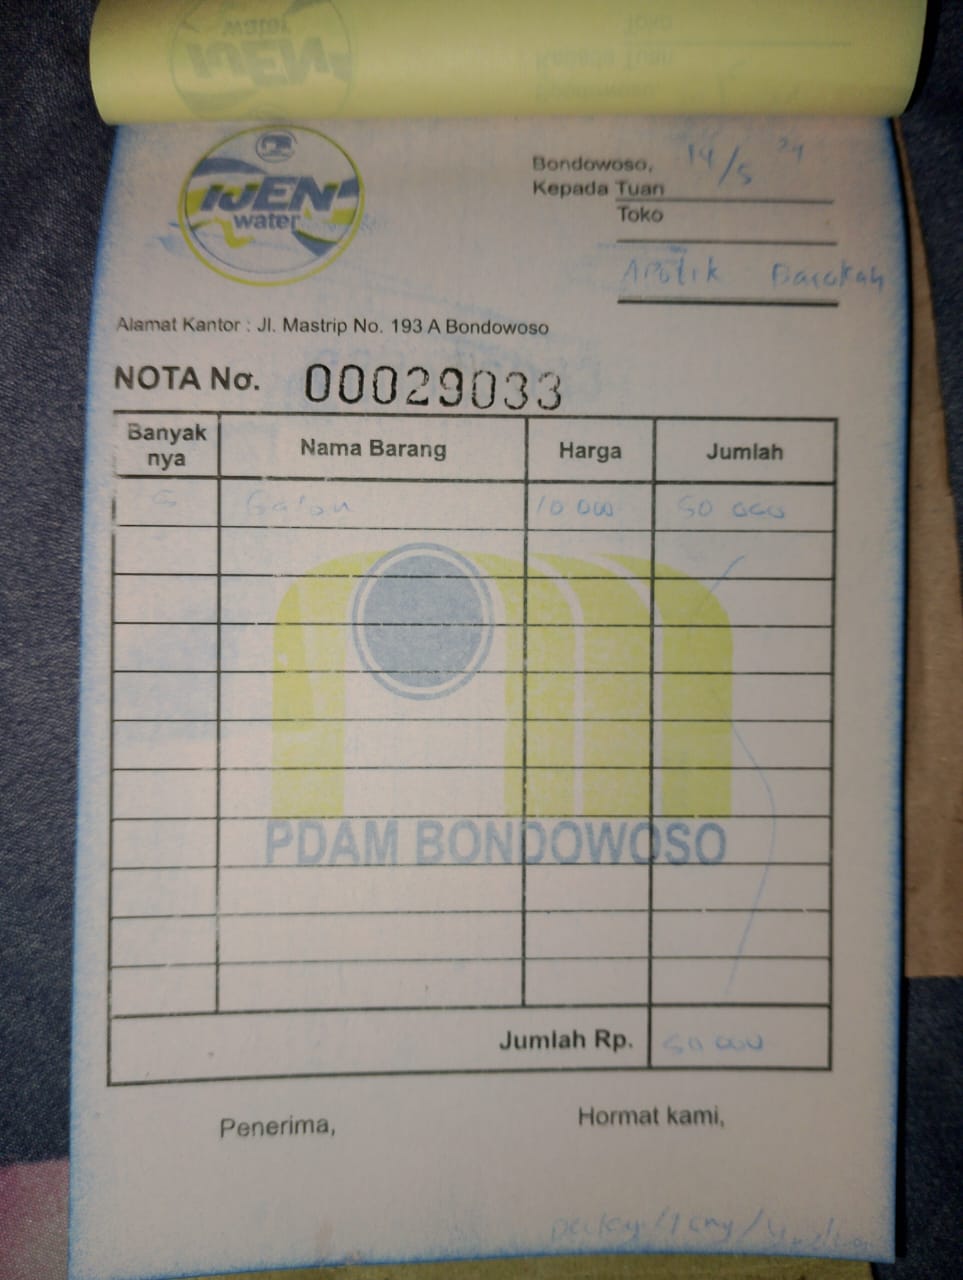 IJEN
water
Bondowoso, 14/5 24
Kepada Tuan
Toko
Apotik Barokah
Alamat Kantor : Jl. Mastrip No. 193 A Bondowoso
NOTA No. 00029033
Banyak nya Nama Barang Harga Jumlah
5 Galon 10 000 50 000
PDAM BONDOWOSO
Jumlah Rp. 50 000
Penerima, Hormat kami,